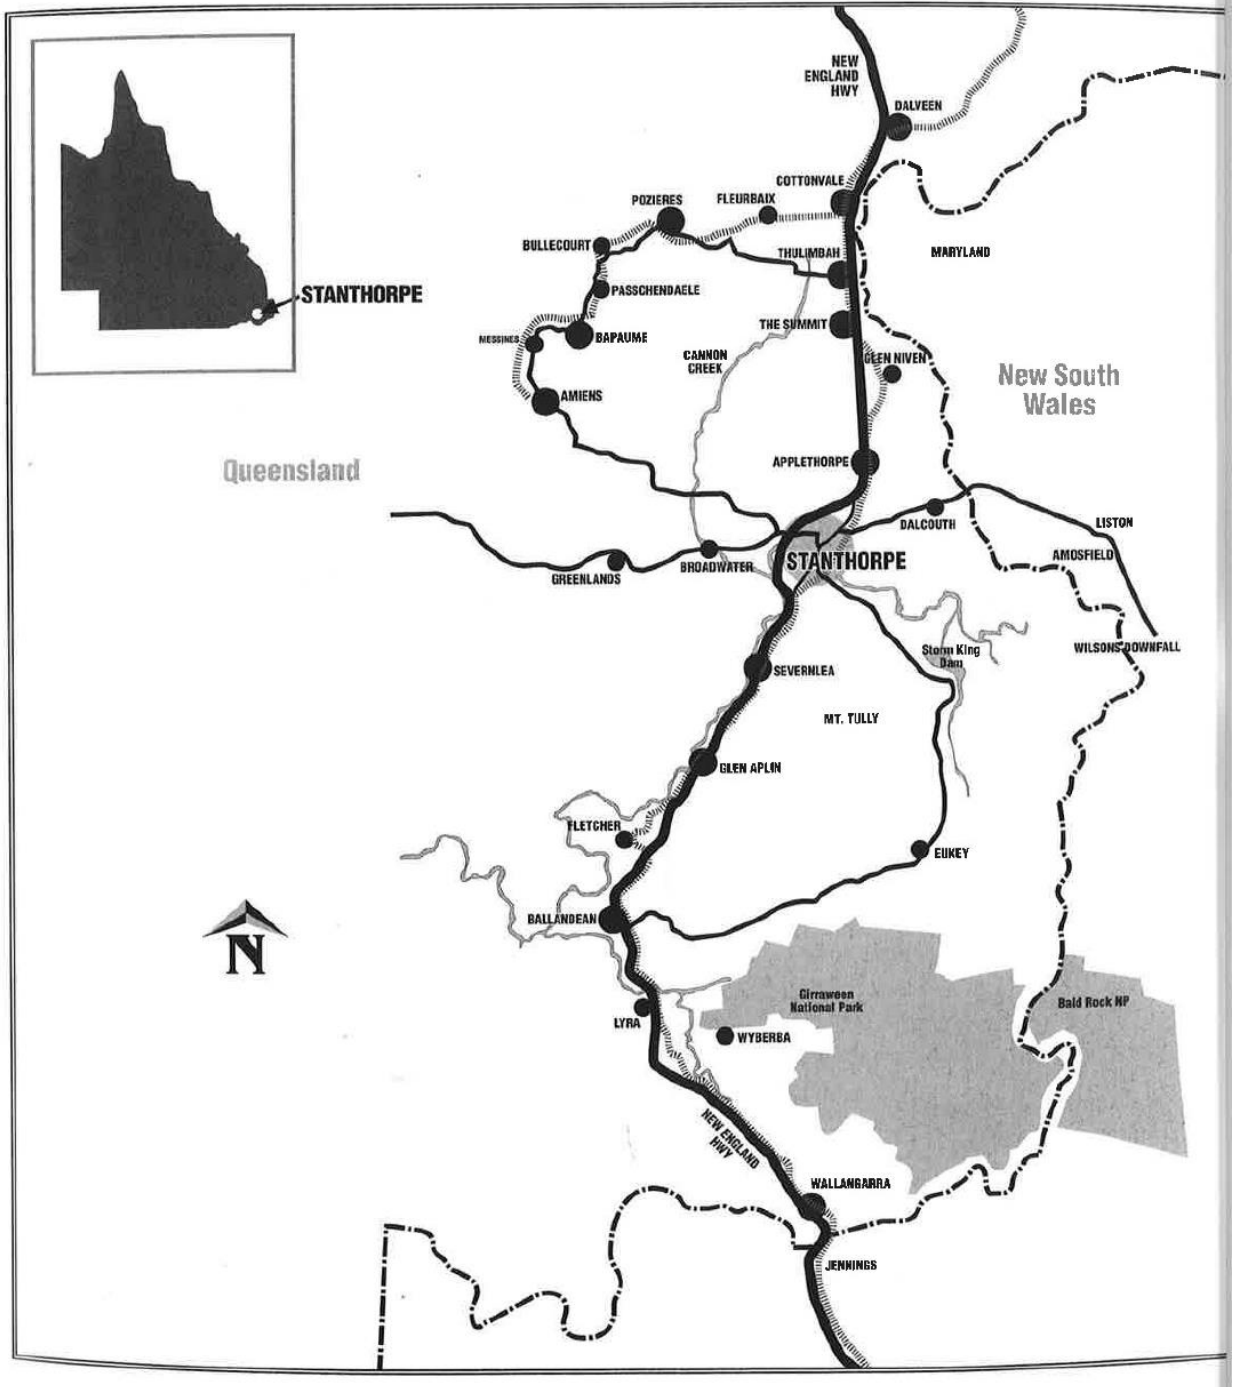 NEW
ENGLAND
HWY
DALVEEN
COTTONVALE
POZIERES
FLEURBAIX
BULLECOURT
THULIMBAH
MARYLAND
PASSCHENDAELE
STANTHORPE
THE SUMMIT
MESSINES
BAPAUME
CANNON
CREEK
GLEN NIVEN
New South
Wales
AMIENS
Queensland
APPLETHORPE
DALCOUTH
LISTON
AMOSFIELD
STANTHORPE
BROADWATER
GREENLANDS
Storm King
Dam
WILSONS DOWNFALL
SEVERNLEA
MT. TULLY
GLEN APLIN
FLETCHER
EUKEY
BALLANDEAN
N
Girraween
National Park
Bald Rock NP
LYRA
WYBERBA
NEW ENGLAND
HWY
WALLANGARRA
JENNINGS